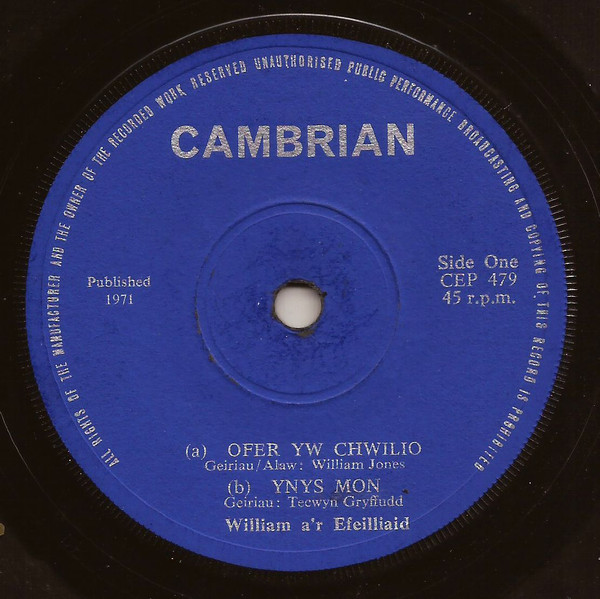 ALL RIGHTS OF THE MANUFACTURER AND THE OWNER OF THE RECORDED WORK RESERVED UNAUTHORISED PUBLIC PERFORMANCE BROADCASTING AND COPYING OF THIS RECORD IS PROHIBITED
CAMBRIAN
Published
1971
Side One
CEP 479
45 r.p.m.
(a) OFER YW CHWILIO
Geiriau/Alaw: William Jones
(b) YNYS MON
Geiriau: Tecwyn Gryffudd
William a'r Efeilliaid